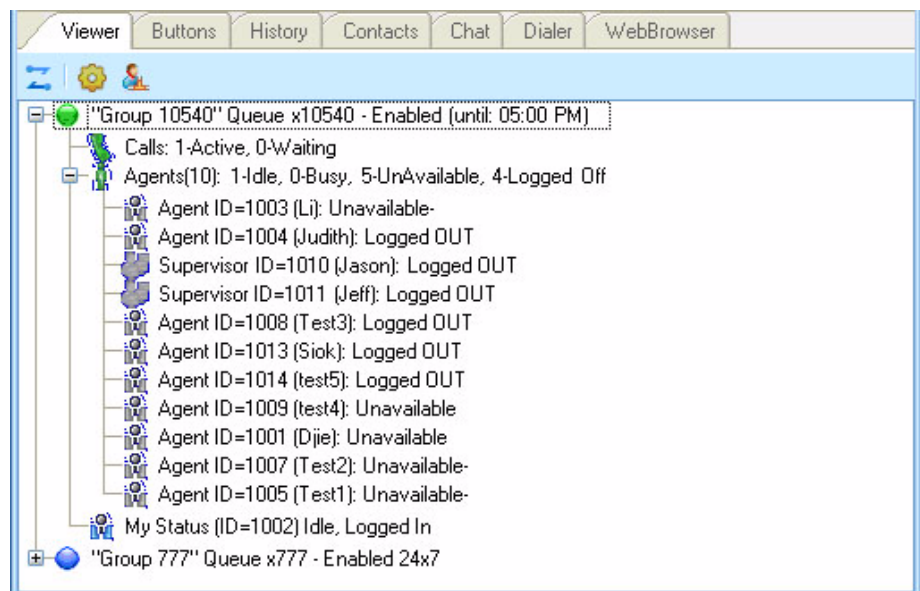 Viewer Buttons History Contacts Chat Dialer WebBrowser
"Group 10540" Queue x10540 - Enabled (until: 05:00 PM)
Calls: 1-Active, 0-Waiting
Agents(10): 1-Idle, 0-Busy, 5-UnAvailable, 4-Logged Off
Agent ID=1003 (Li): Unavailable-
Agent ID=1004 (Judith): Logged OUT
Supervisor ID=1010 (Jason): Logged OUT
Supervisor ID=1011 (Jeff): Logged OUT
Agent ID=1008 (Test3): Logged OUT
Agent ID=1013 (Siok): Logged OUT
Agent ID=1014 (test5): Logged OUT
Agent ID=1009 (test4): Unavailable
Agent ID=1001 (Djie): Unavailable
Agent ID=1007 (Test2): Unavailable-
Agent ID=1005 (Test1): Unavailable-
My Status (ID=1002) Idle, Logged In
"Group 777" Queue x777 - Enabled 24x7